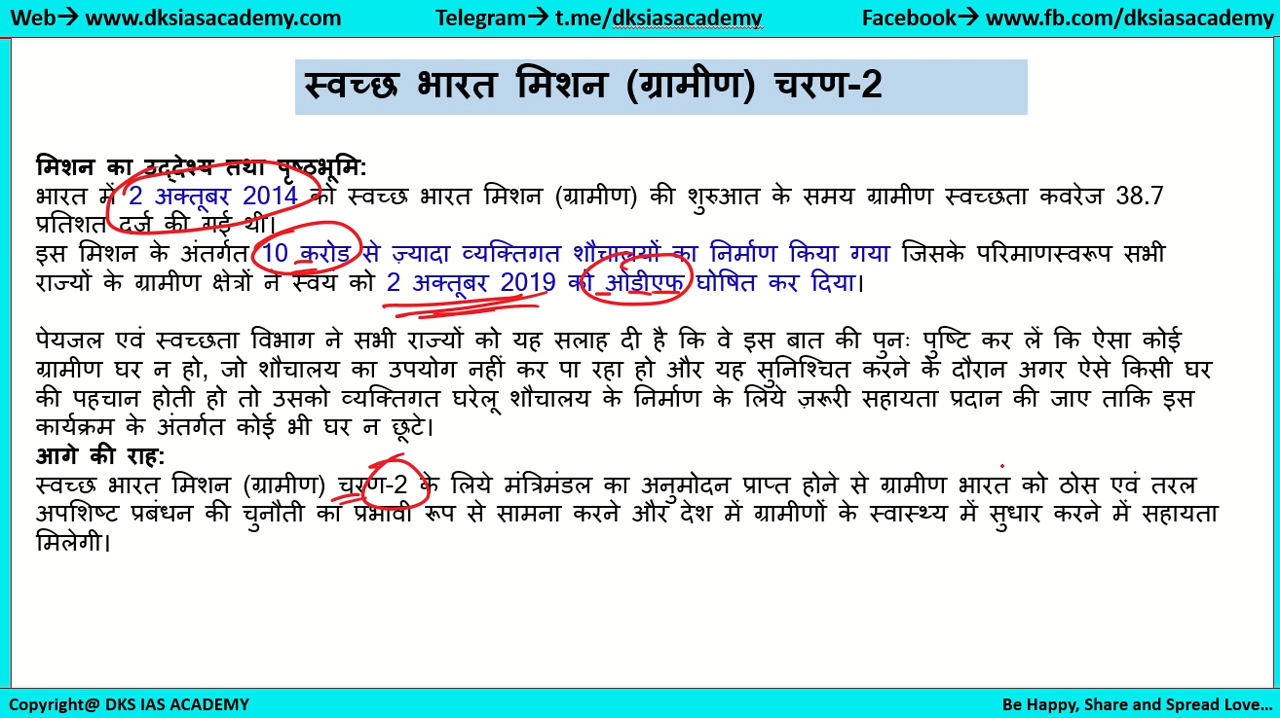 Web→ www.dksiasacademy.com Telegram→ t.me/dksiasacademy Facebook→ www.fb.com/dksiasacademy
स्वच्छ भारत मिशन (ग्रामीण) चरण-2
मिशन का उद्देश्य तथा पृष्ठभूमि:
भारत में 2 अक्तूबर 2014 को स्वच्छ भारत मिशन (ग्रामीण) की शुरुआत के समय ग्रामीण स्वच्छता कवरेज 38.7
प्रतिशत दर्ज की गई थी।
इस मिशन के अंतर्गत 10 करोड़ से ज़्यादा व्यक्तिगत शौचालयों का निर्माण किया गया जिसके परिमाणस्वरूप सभी
राज्यों के ग्रामीण क्षेत्रों ने स्वयं को 2 अक्तूबर 2019 को ओडीएफ घोषित कर दिया।
पेयजल एवं स्वच्छता विभाग ने सभी राज्यों को यह सलाह दी है कि वे इस बात की पुनः पुष्टि कर लें कि ऐसा कोई
ग्रामीण घर न हो, जो शौचालय का उपयोग नहीं कर पा रहा हो और यह सुनिश्चित करने के दौरान अगर ऐसे किसी घर
की पहचान होती हो तो उसको व्यक्तिगत घरेलू शौचालय के निर्माण के लिये ज़रूरी सहायता प्रदान की जाए ताकि इस
कार्यक्रम के अंतर्गत कोई भी घर न छूटे।
आगे की राह:
स्वच्छ भारत मिशन (ग्रामीण) चरण-2 के लिये मंत्रिमंडल का अनुमोदन प्राप्त होने से ग्रामीण भारत को ठोस एवं तरल
अपशिष्ट प्रबंधन की चुनौती का प्रभावी रूप से सामना करने और देश में ग्रामीणों के स्वास्थ्य में सुधार करने में सहायता
मिलेगी।
Copyright@ DKS IAS ACADEMY Be Happy, Share and Spread Love…